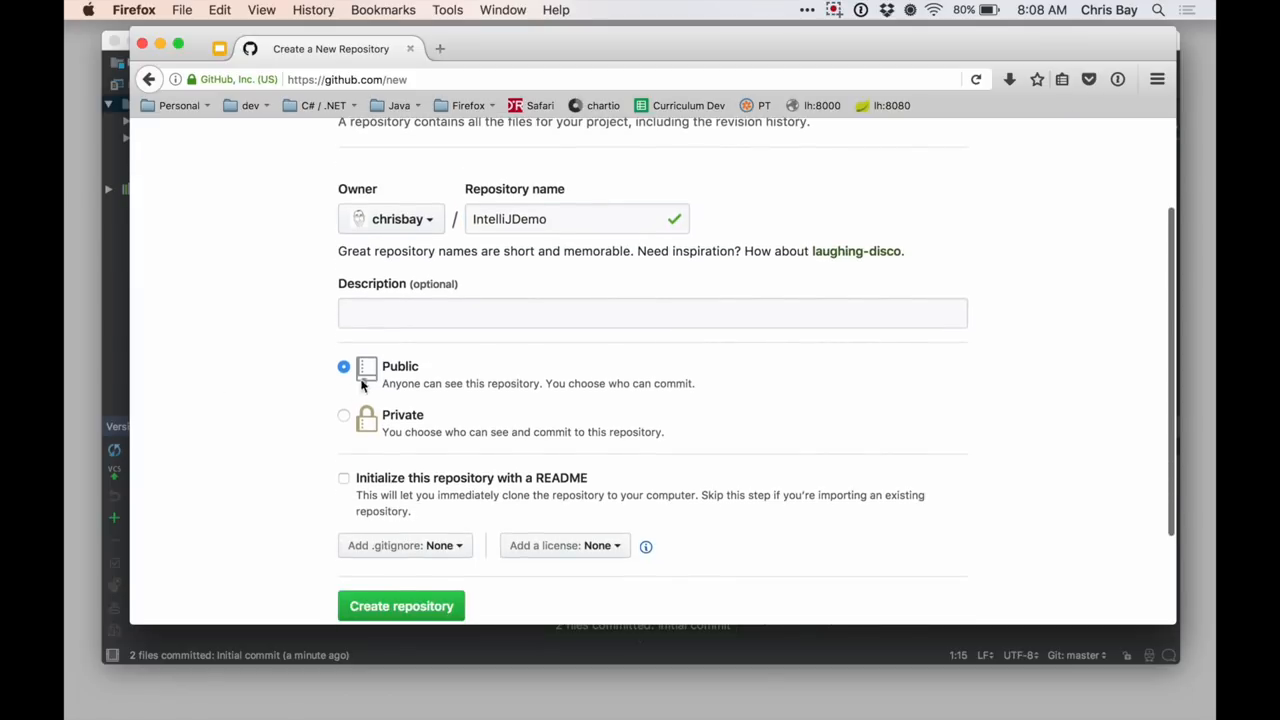 Firefox File Edit View History Bookmarks Tools Window Help 80% 8:08 AM Chris Bay
Create a New Repository
GitHub, Inc. (US) https://github.com/new
Personal dev C# / .NET Java Firefox Safari chartio Curriculum Dev PT lh:8000 lh:8080
A repository contains all the files for your project, including the revision history.
Owner Repository name
chrisbay / IntelliJDemo
Great repository names are short and memorable. Need inspiration? How about laughing-disco.
Description (optional)
Public
Anyone can see this repository. You choose who can commit.
Private
Versi
You choose who can see and commit to this repository.
VCS
Initialize this repository with a README
This will let you immediately clone the repository to your computer. Skip this step if you're importing an existing
repository.
Add .gitignore: None Add a license: None
Create repository
2 files committed: Initial commit
2 files committed: Initial commit (a minute ago) 1:15 LF UTF-8 Git: master